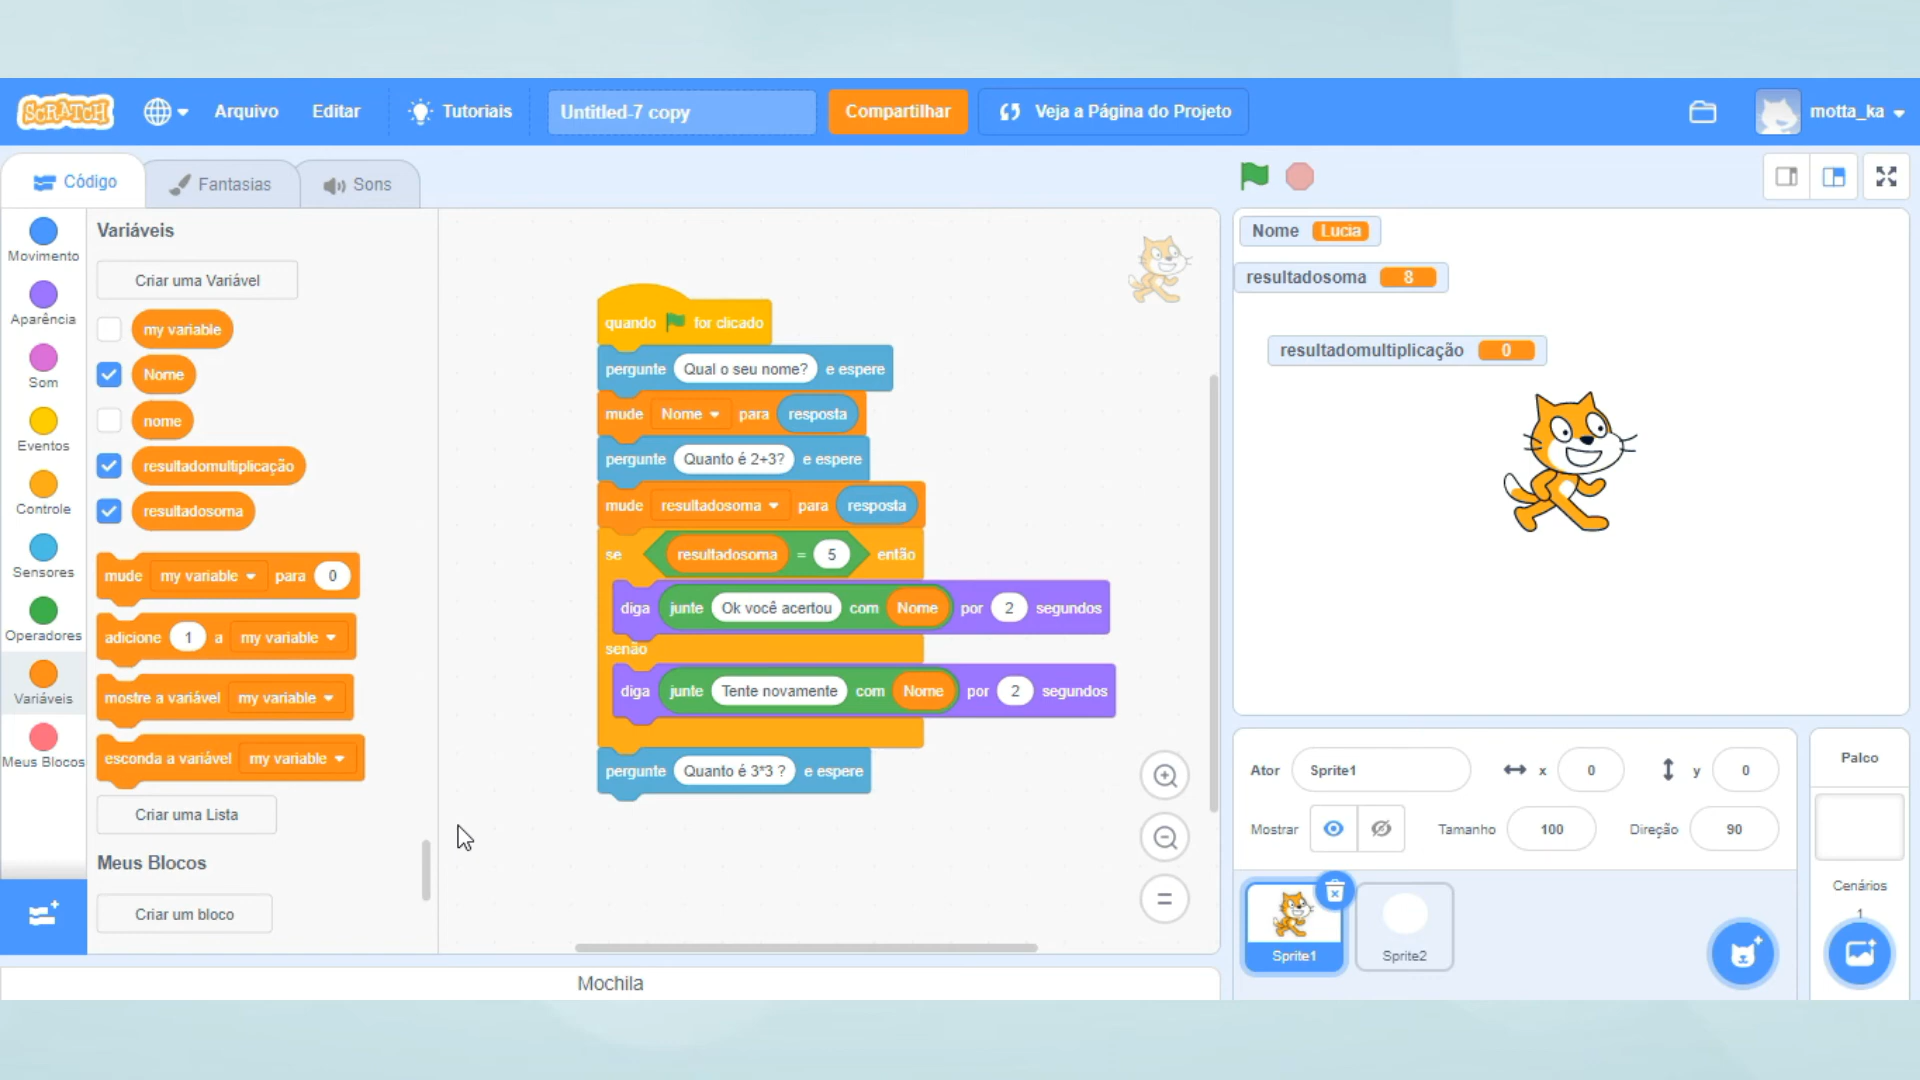 SCRATCH Arquivo Editar Tutoriais Untitled-7 copy Compartilhar Veja a Página do Projeto motta_ka
Código Fantasias Sons
Movimento
Aparência
Som
Eventos
Controle
Sensores
Operadores
Variáveis
Meus Blocos
Variáveis
Criar uma Variável
my variable
Nome
nome
resultadomultiplicação
resultadosoma
mude my variable para 0
adicione 1 a my variable
mostre a variável my variable
esconda a variável my variable
Criar uma Lista
Meus Blocos
Criar um bloco
quando for clicado
pergunte Qual o seu nome? e espere
mude Nome para resposta
pergunte Quanto é 2+3? e espere
mude resultadosoma para resposta
se resultadosoma = 5 então
diga junte Ok você acertou com Nome por 2 segundos
senão
diga junte Tente novamente com Nome por 2 segundos
pergunte Quanto é 3*3 ? e espere
Mochila
Nome Lucia
resultadosoma 8
resultadomultiplicação 0
Ator Sprite1 x 0 y 0
Mostrar Tamanho 100 Direção 90
Sprite1 Sprite2
Palco
Cenários
1